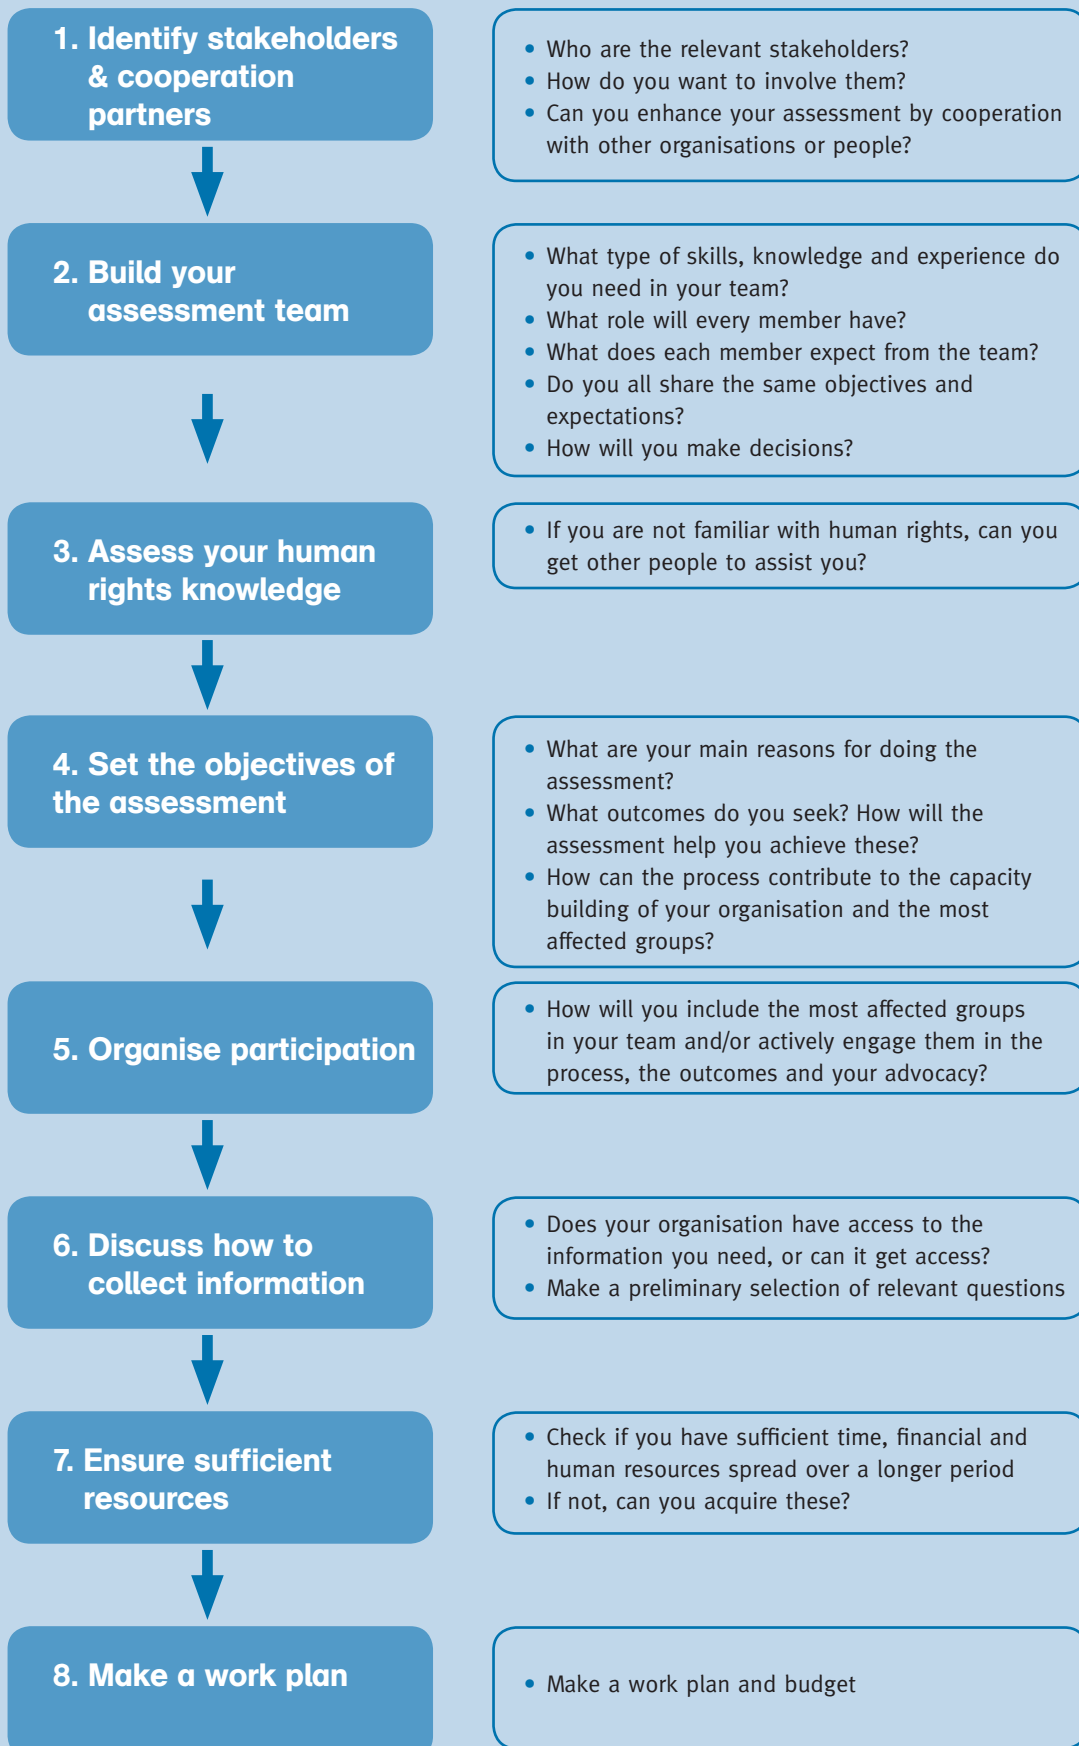 1. Identify stakeholders
& cooperation
partners
• Who are the relevant stakeholders?
• How do you want to involve them?
• Can you enhance your assessment by cooperation
with other organisations or people?
2. Build your
assessment team
• What type of skills, knowledge and experience do
you need in your team?
• What role will every member have?
• What does each member expect from the team?
• Do you all share the same objectives and
expectations?
• How will you make decisions?
3. Assess your human
rights knowledge
• If you are not familiar with human rights, can you
get other people to assist you?
4. Set the objectives of
the assessment
• What are your main reasons for doing the
assessment?
• What outcomes do you seek? How will the
assessment help you achieve these?
• How can the process contribute to the capacity
building of your organisation and the most
affected groups?
5. Organise participation
• How will you include the most affected groups
in your team and/or actively engage them in the
process, the outcomes and your advocacy?
6. Discuss how to
collect information
• Does your organisation have access to the
information you need, or can it get access?
• Make a preliminary selection of relevant questions
7. Ensure sufficient
resources
• Check if you have sufficient time, financial and
human resources spread over a longer period
• If not, can you acquire these?
8. Make a work plan
• Make a work plan and budget